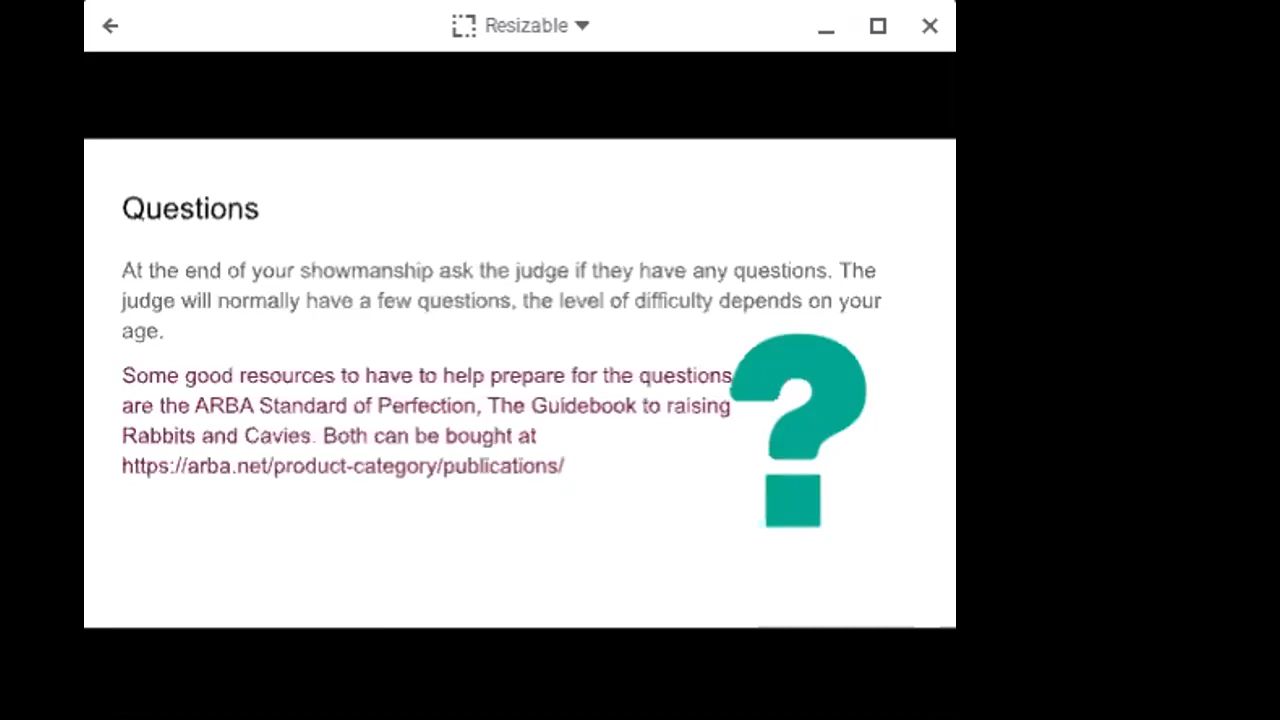 Resizable
Questions
At the end of your showmanship ask the judge if they have any questions. The
judge will normally have a few questions, the level of difficulty depends on your
age.
Some good resources to have to help prepare for the questions
are the ARBA Standard of Perfection, The Guidebook to raising
Rabbits and Cavies. Both can be bought at
https://arba.net/product-category/publications/
?